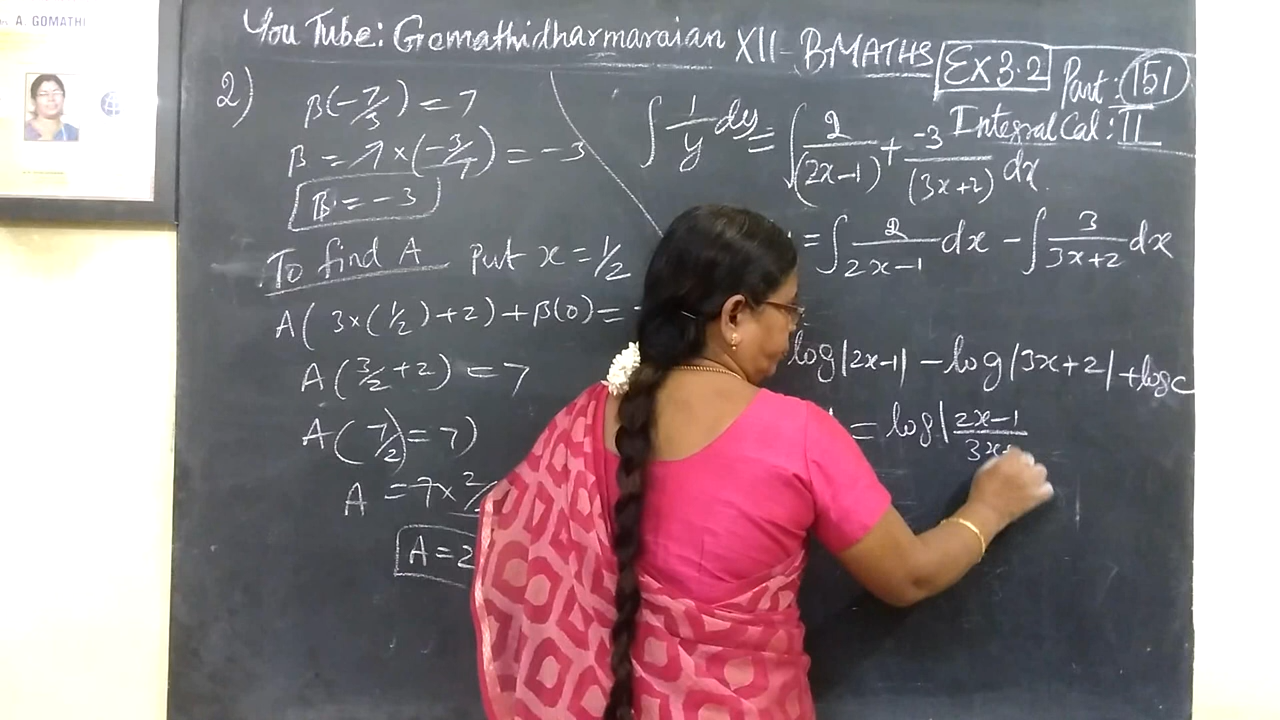 A. GOMATHI
You Tube: Gomathidharmaraian XII - BMATHS Ex 3.2 Part: 151
Integral Cal: II
2) β(-7/3) = 7
β = 7 × (-3/7) = -3
B = -3
To find A Put x = 1/2
A(3×(1/2)+2)+β(0) =
A(3/2+2) = 7
A(7/2) = 7)
A = 7×2/
A = 2
∫ 1/y dy = ∫ 2/(2x-1) + -3/(3x+2) dx.
= ∫ 2/2x-1 dx - ∫ 3/3x+2 dx
log|2x-1| - log|3x+2| + log c
= log| 2x-1/3x